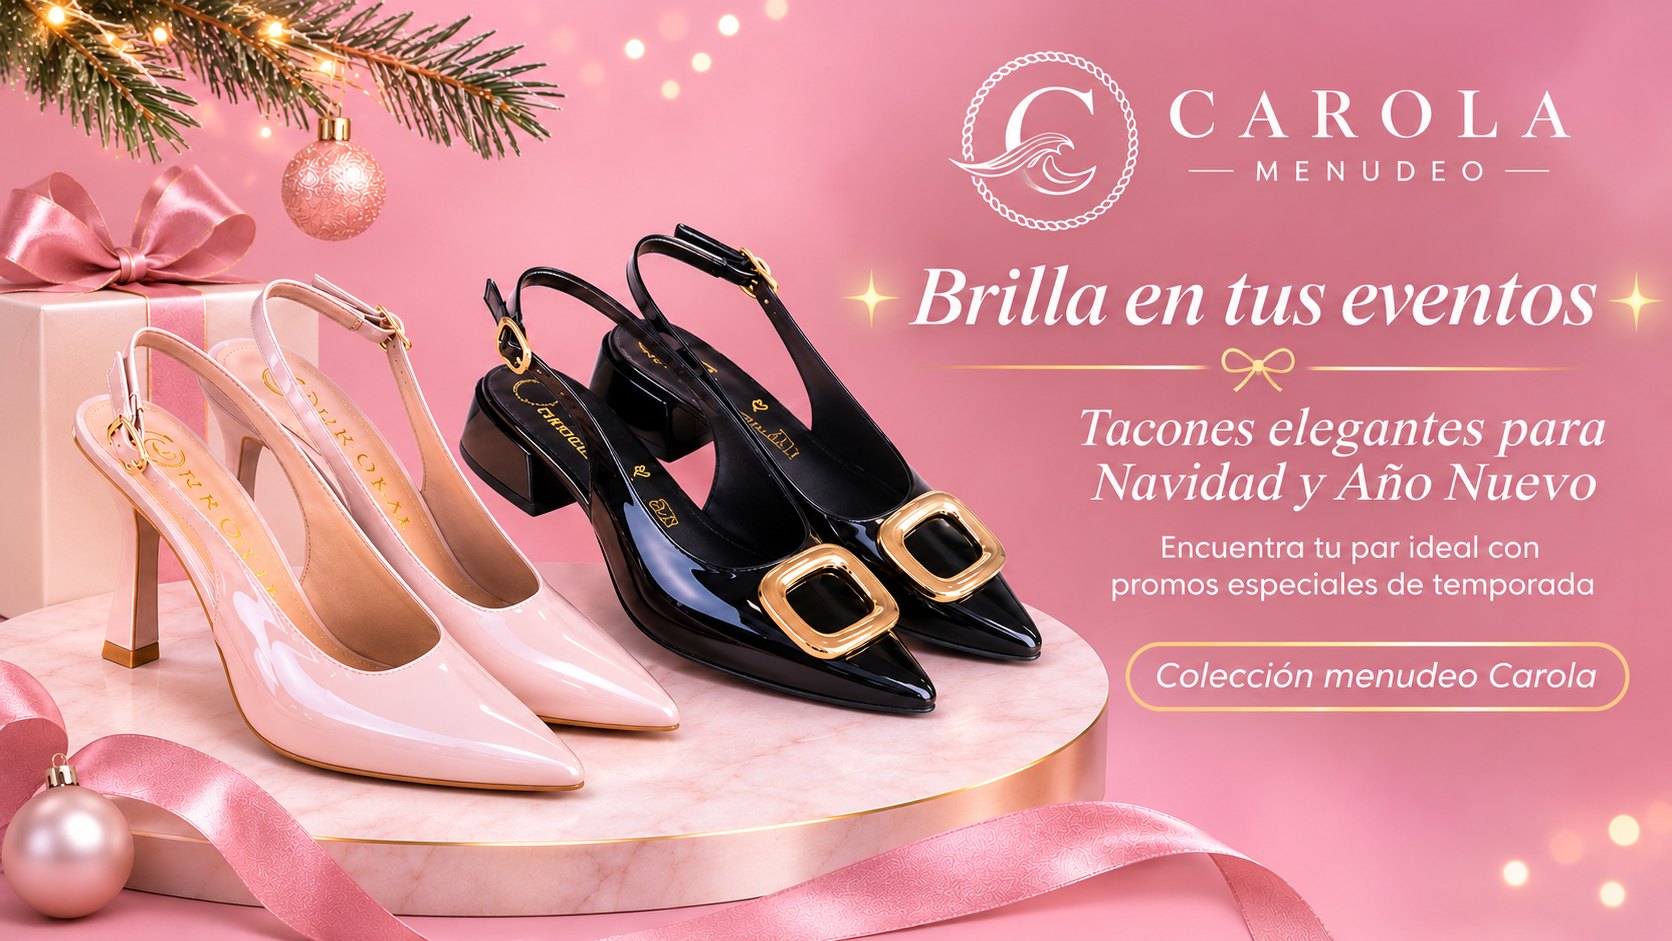 C
CAROLA
MENUDEO
Brilla en tus eventos
Tacones elegantes para
Navidad y Año Nuevo
Encuentra tu par ideal con
promos especiales de temporada
Colección menudeo Carola